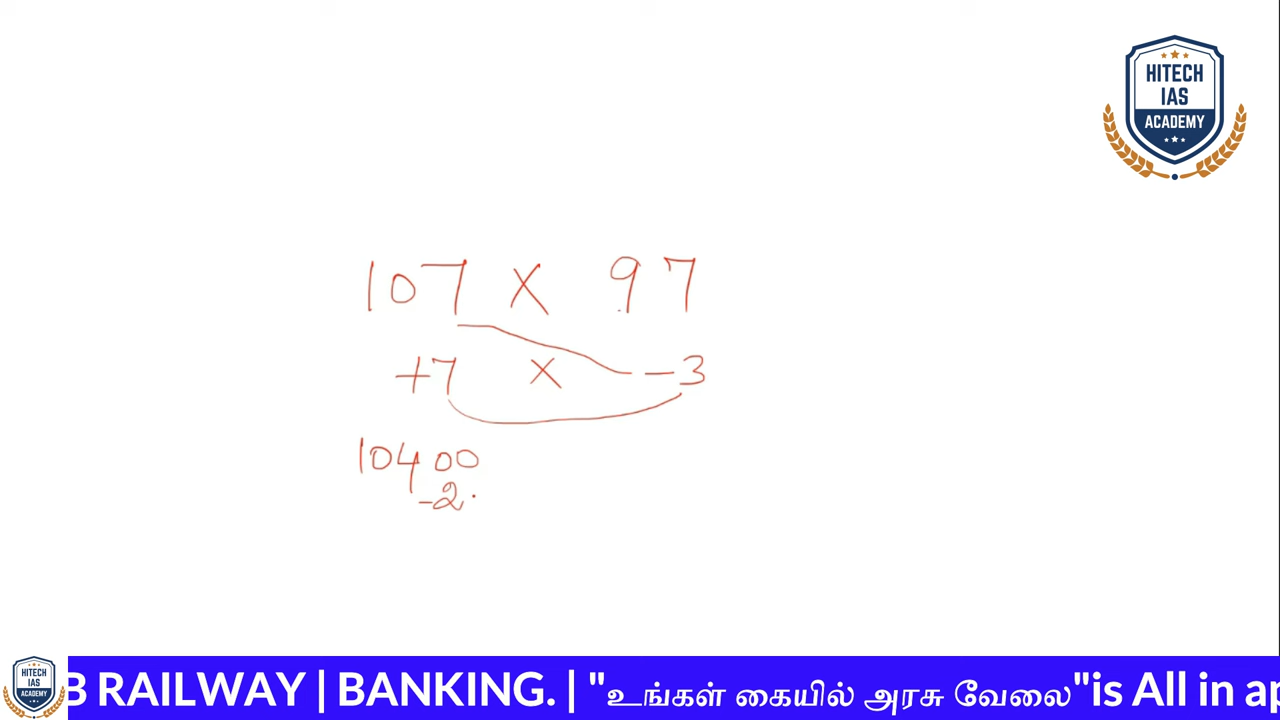 HITECH
IAS
ACADEMY
107 X 97
+7 X -3
10400
-2
HITECH
IAS
ACADEMY
B RAILWAY | BANKING. | "உங்கள் கையில் அரசு வேலை"is All in ap